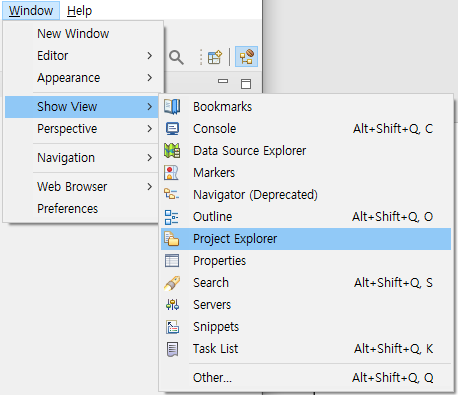 Window Help
New Window
Editor
Appearance
Show View
Perspective
Navigation
Web Browser
Preferences
Bookmarks
Console Alt+Shift+Q, C
Data Source Explorer
Markers
Navigator (Deprecated)
Outline Alt+Shift+Q, O
Project Explorer
Properties
Search Alt+Shift+Q, S
Servers
Snippets
Task List Alt+Shift+Q, K
Other... Alt+Shift+Q, Q